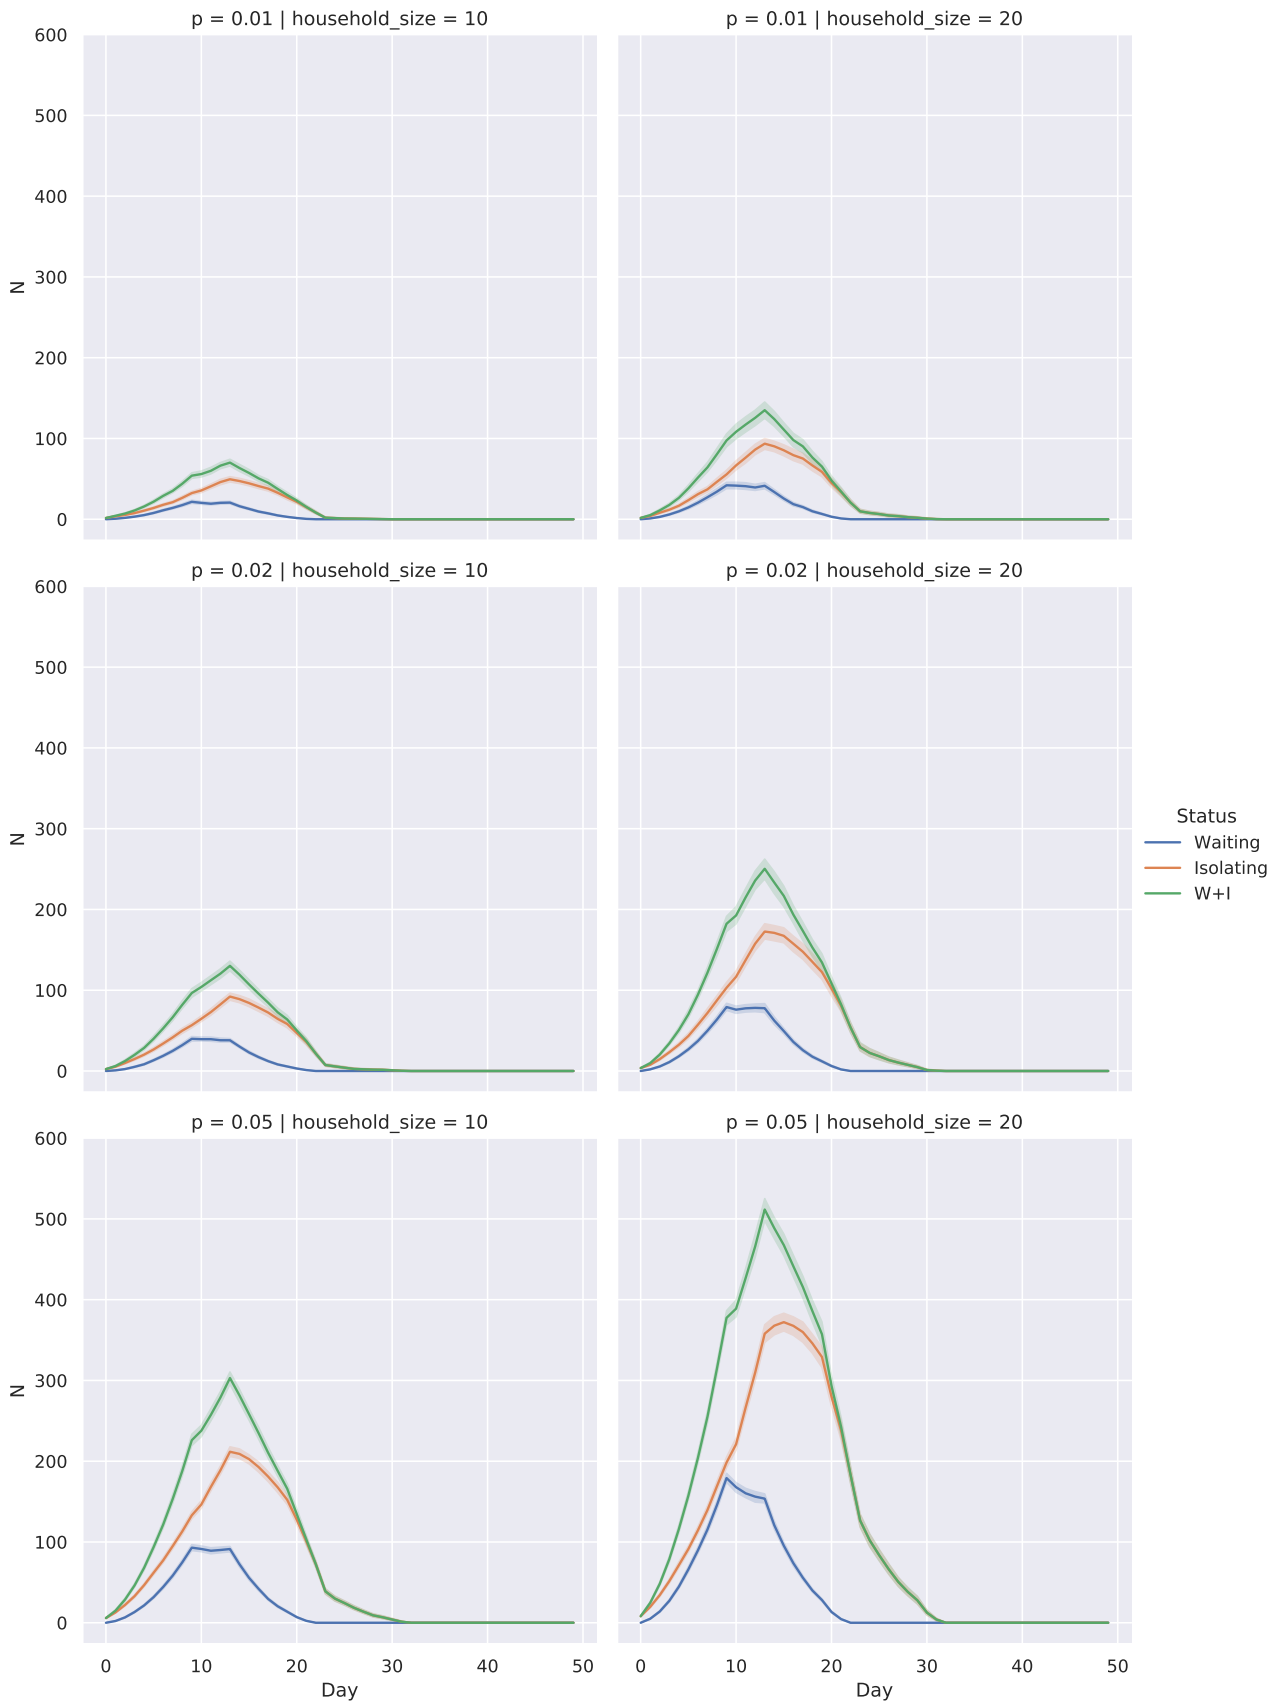 p = 0.01 | household_size = 10
p = 0.01 | household_size = 20
600
500
400
300
200
100
0
N
p = 0.02 | household_size = 10
p = 0.02 | household_size = 20
600
500
400
300
200
100
0
N
Status
Waiting
Isolating
W+I
p = 0.05 | household_size = 10
p = 0.05 | household_size = 20
600
500
400
300
200
100
0
N
0 10 20 30 40 50
0 10 20 30 40 50
Day
Day